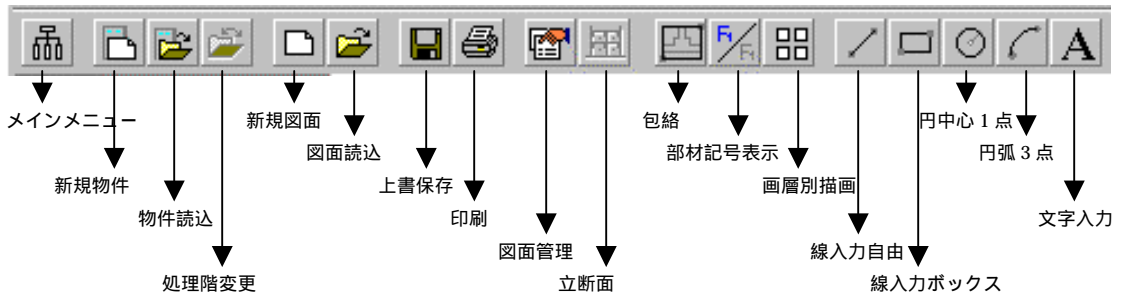 メインメニュー
新規物件
物件読込
処理階変更
新規図面
図面読込
上書保存
印刷
図面管理
立断面
包絡
部材記号表示
画層別描画
線入力自由
線入力ボックス
円中心1点
円弧3点
文字入力